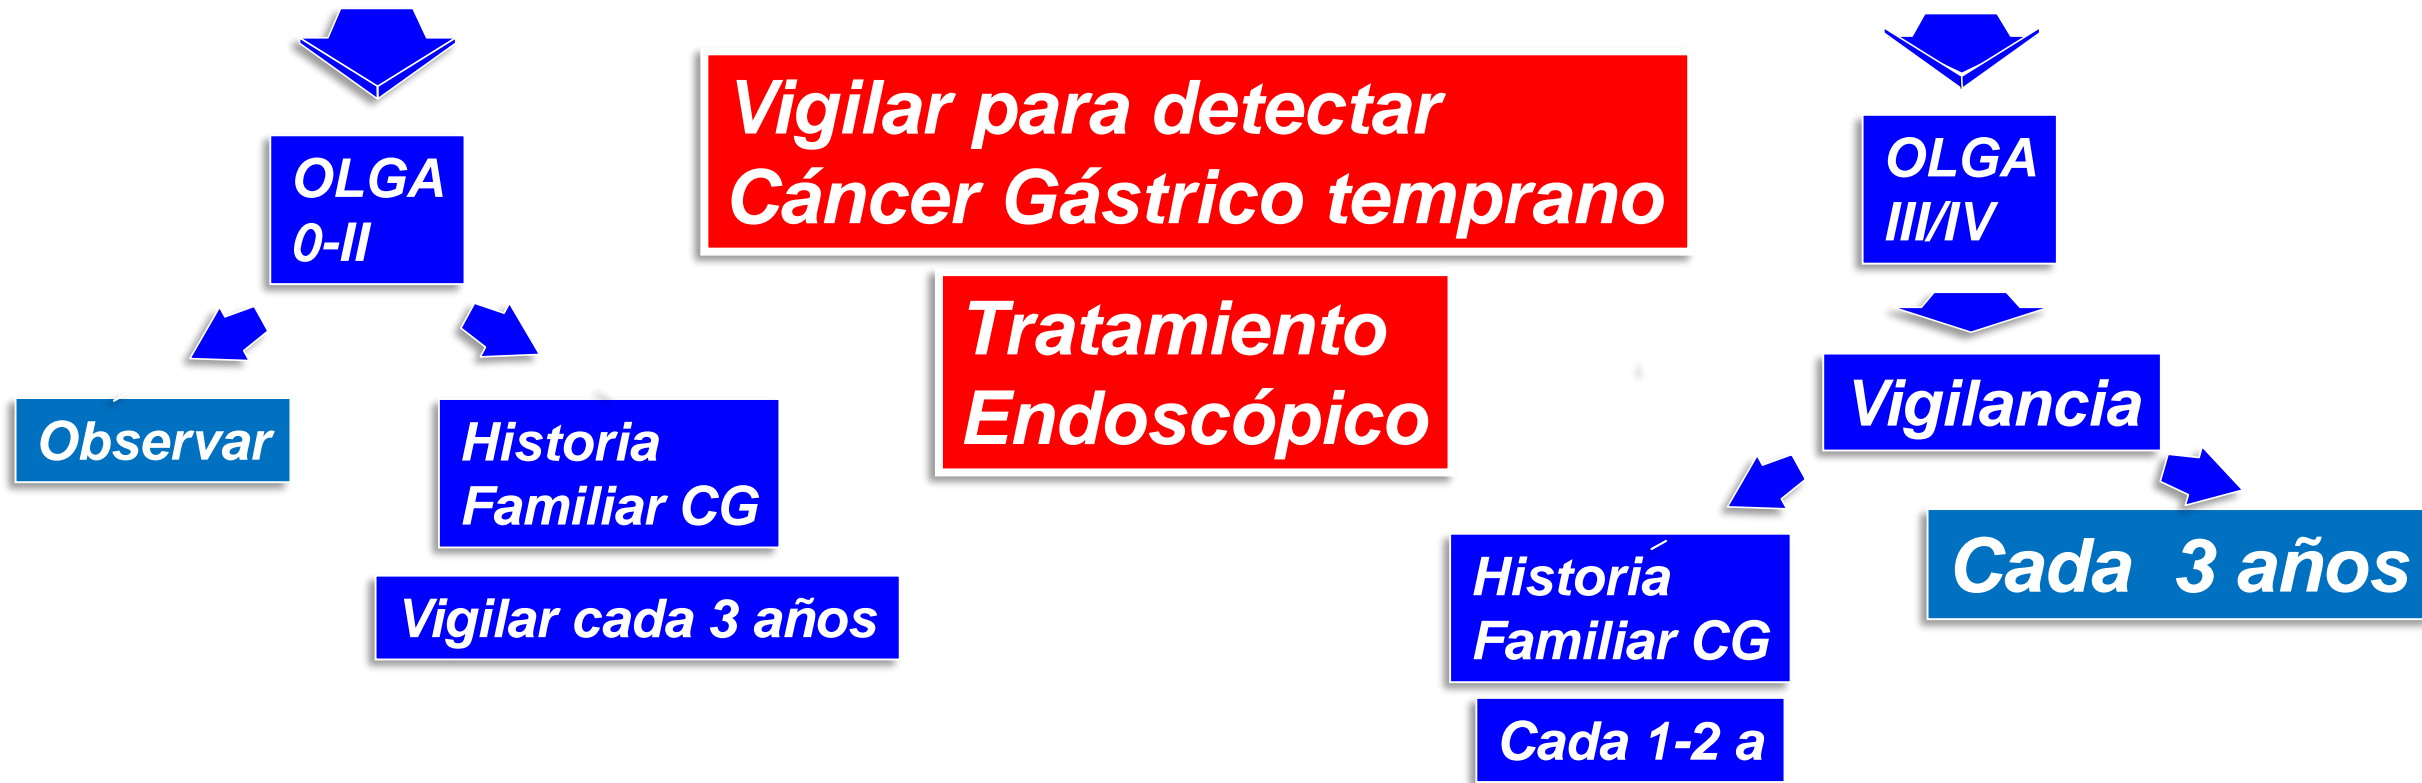 Vigilar para detectar
Cáncer Gástrico temprano
OLGA
0-II
OLGA
III/IV
Tratamiento
Endoscópico
Observar
Historia
Familiar CG
Vigilar cada 3 años
Vigilancia
Historia
Familiar CG
Cada 1-2 a
Cada 3 años